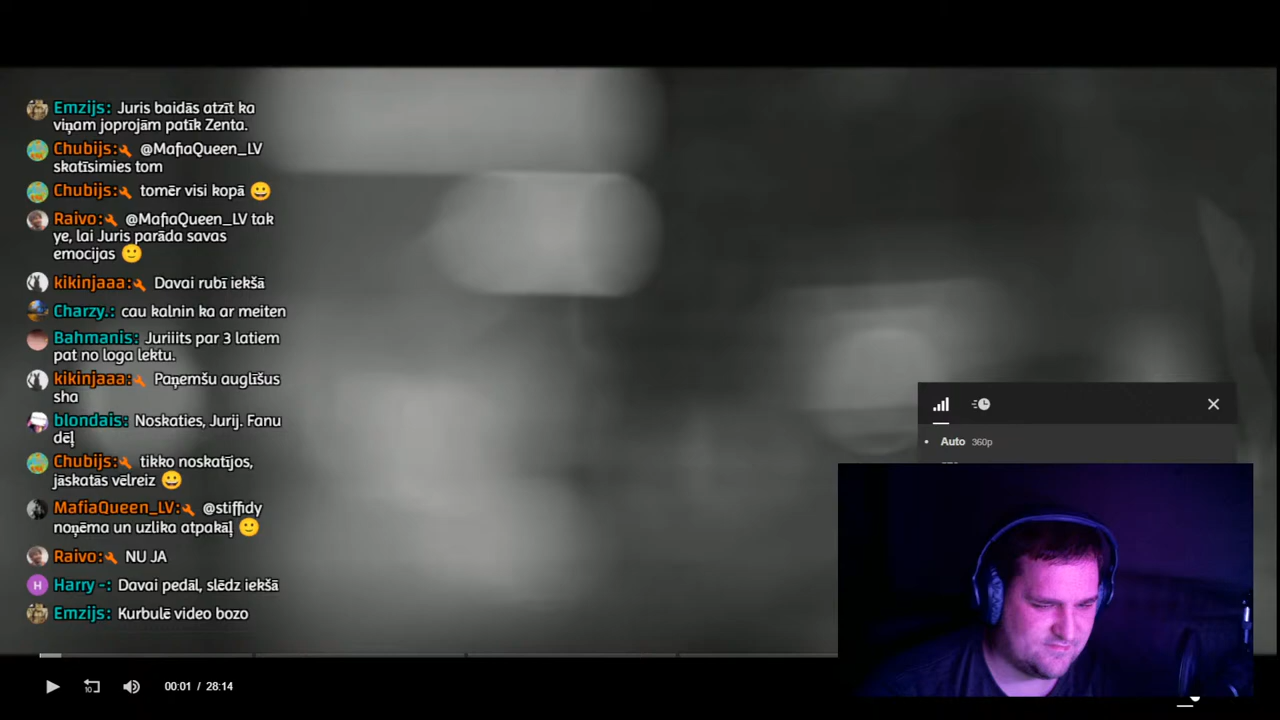 Emzijs: Juris baidās atzīt ka
viņam joprojām patīk Zenta.
Chubijs: @MafiaQueen_LV
skatīsimies tom
Chubijs: tomēr visi kopā 😀
Raivo: @MafiaQueen_LV tak
ye, lai Juris parāda savas
emocijas 🙂
kikinjaaa: Davai rubī iekšā
Charzy.: cau kalnin ka ar meiten
Bahmanis: Juriiits par 3 latiem
pat no loga lektu.
kikinjaaa: Paņemšu auglīšus
sha
blondais: Noskaties, Jurij. Fanu
dēļ
Chubijs: tikko noskatījos,
jāskatās vēlreiz 😀
MafiaQueen_LV: @stiffidy
noņēma un uzlika atpakāļ 🙂
Raivo: NU JA
H Harry -: Davai pedāl, slēdz iekšā
Emzijs: Kurbulē video bozo
Auto 360p
10 00:01 / 28:14